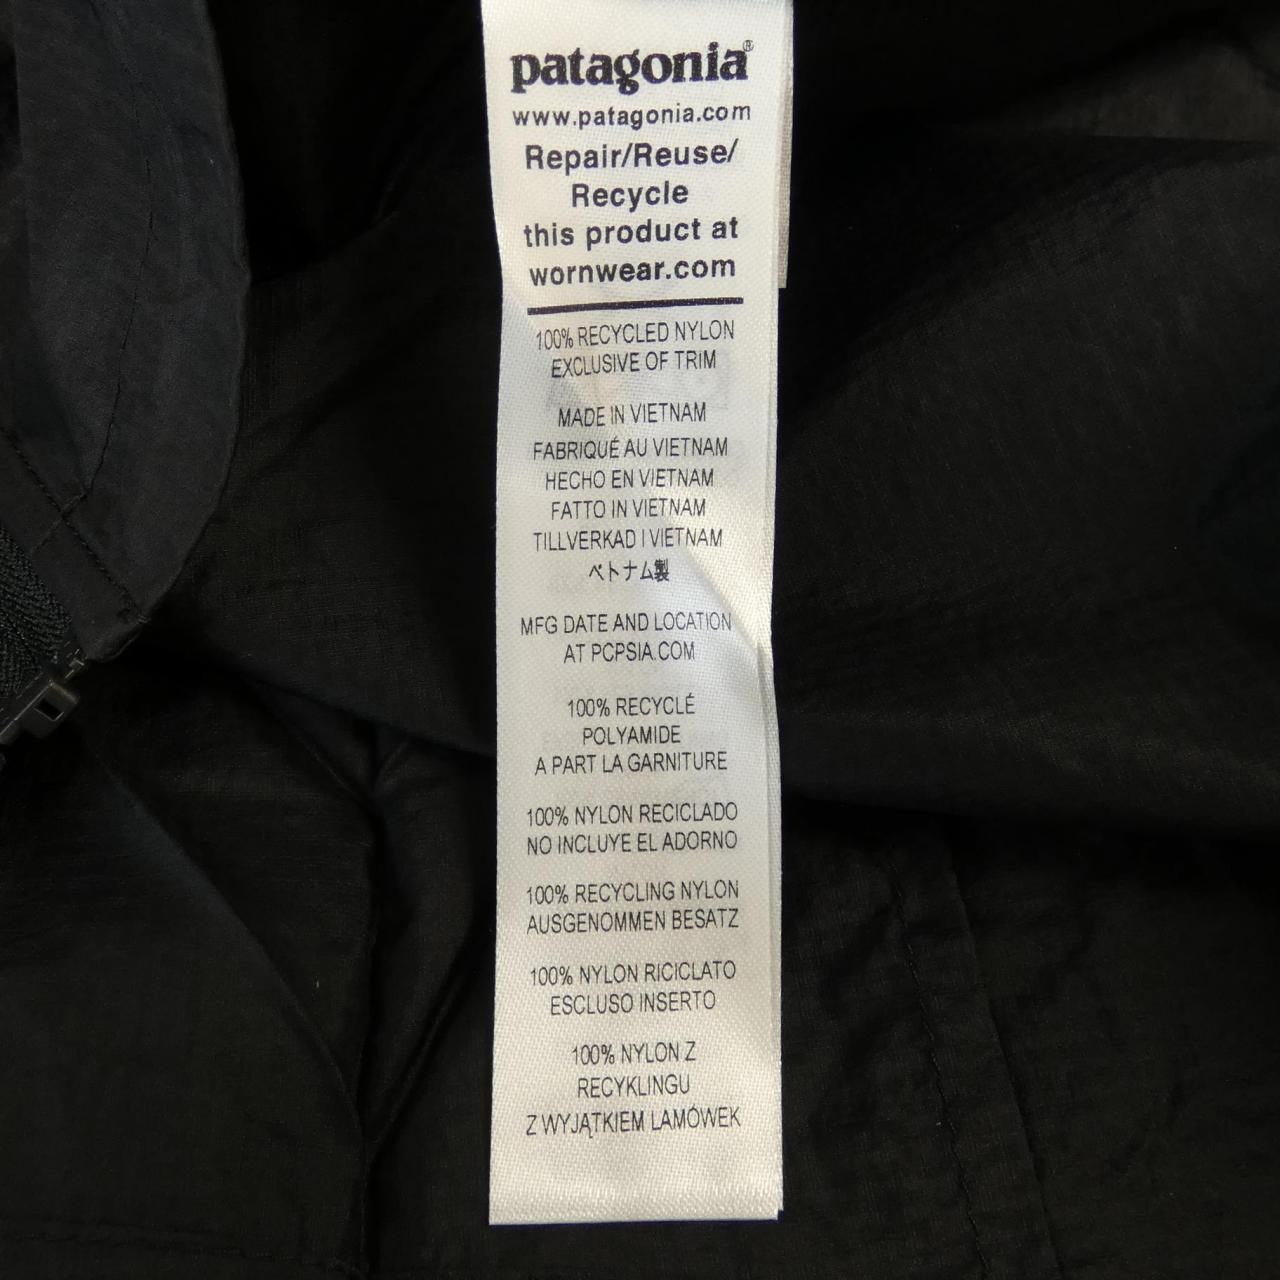 patagonia®
www.patagonia.com
Repair/Reuse/
Recycle
this product at
wornwear.com
100% RECYCLED NYLON
EXCLUSIVE OF TRIM
MADE IN VIETNAM
FABRIQUÉ AU VIETNAM
HECHO EN VIETNAM
FATTO IN VIETNAM
TILLVERKAD I VIETNAM
ベトナム製
MFG DATE AND LOCATION
AT PCPSIA.COM
100% RECYCLÉ
POLYAMIDE
A PART LA GARNITURE
100% NYLON RECICLADO
NO INCLUYE EL ADORNO
100% RECYCLING NYLON
AUSGENOMMEN BESATZ
100% NYLON RICICLATO
ESCLUSO INSERTO
100% NYLON Z
RECYKLINGU
Z WYJĄTKIEM LAMÓWEK